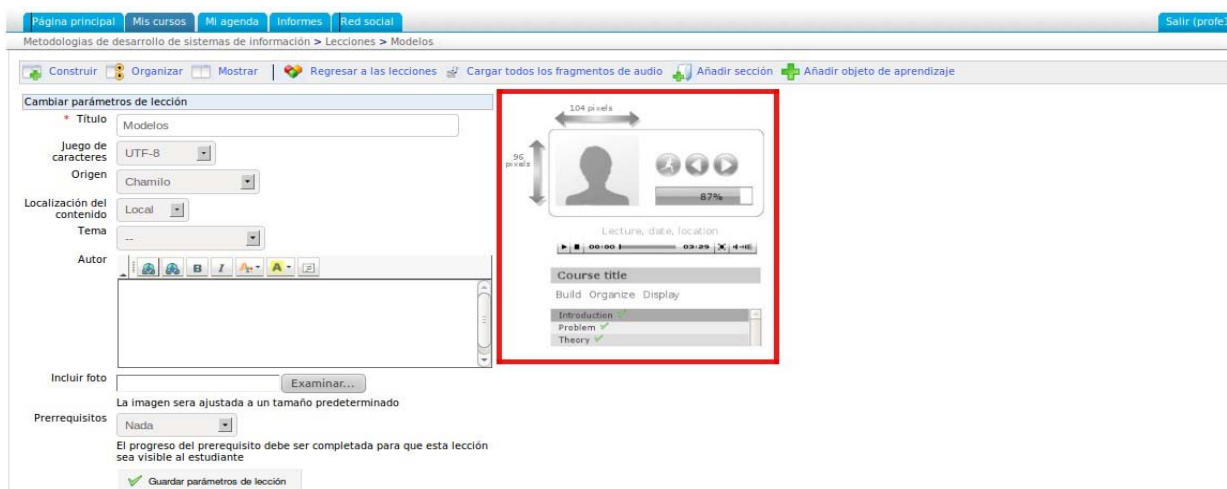 Página principal Mis cursos Mi agenda Informes Red social Salir (profe
Metodologias de desarrollo de sistemas de información > Lecciones > Modelos
Construir Organizar Mostrar | Regresar a las lecciones Cargar todos los fragmentos de audio Añadir sección Añadir objeto de aprendizaje
Cambiar parámetros de lección
* Título Modelos
Juego de caracteres UTF-8
Origen Chamilo
Localización del contenido Local
Tema --
Autor
B I A
Incluir foto Examinar...
La imagen sera ajustada a un tamaño predeterminado
Prerrequisitos Nada
El progreso del prerequisito debe ser completada para que esta lección
sea visible al estudiante
Guardar parámetros de lección
104 pixels
96
pixels
87%
Lecture, date, location
00:00 03:29
Course title
Build Organize Display
Introduction
Problem
Theory